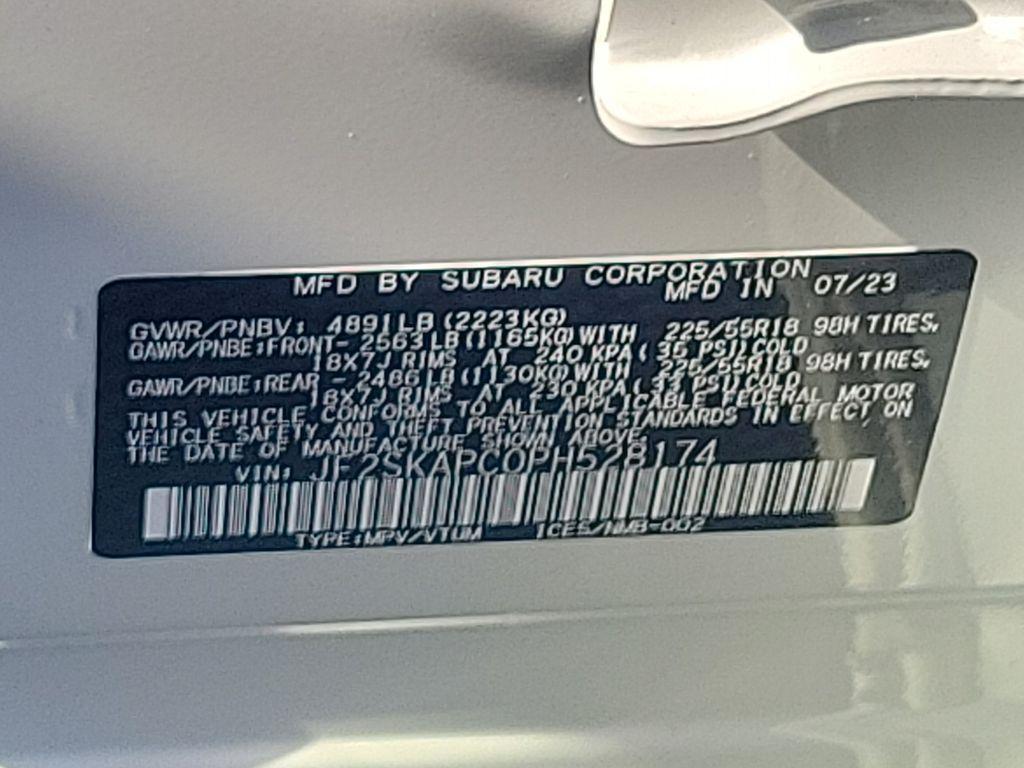 MFD BY SUBARU CORPORATION
MFD IN 07/23
GVWR/PNBV: 4891LB (2223KG)
GAWR/PNBE:FRONT- 2563LB(1165KG)WITH 225/55R18 98H TIRES,
18X7J RIMS AT 240 KPA( 35 PSI)COLD
GAWR/PNBE:REAR - 2486LB(1130KG)WITH 225/55R18 98H TIRES,
18X7J RIMS AT 230 KPA( 33 PSI)COLD
THIS VEHICLE CONFORMS TO ALL APPLICABLE FEDERAL MOTOR
VEHICLE SAFETY AND THEFT PREVENTION STANDARDS IN EFFECT ON
THE DATE OF MANUFACTURE SHOWN ABOVE.
VIN: JF2SKAPC0PH528174
TYPE:MPV/VTUM ICES/NMB-002